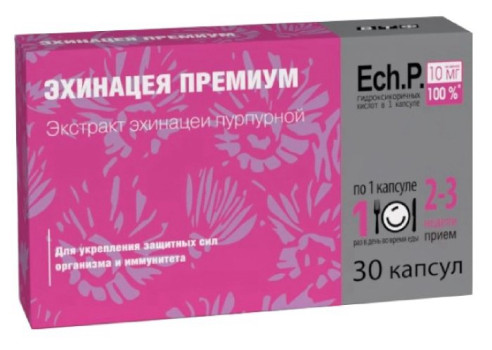 ЭХИНАЦЕЯ ПРЕМИУМ
Экстракт эхинацеи пурпурной
Для укрепления защитных сил
организма и иммунитета
ВТФ
Ech.P.
10 мг
гидроксикоричных
кислот в 1 капсуле
100 %*
по 1 капсуле
1
раз в день во время еды
2-3
недели
прием
30 капсул